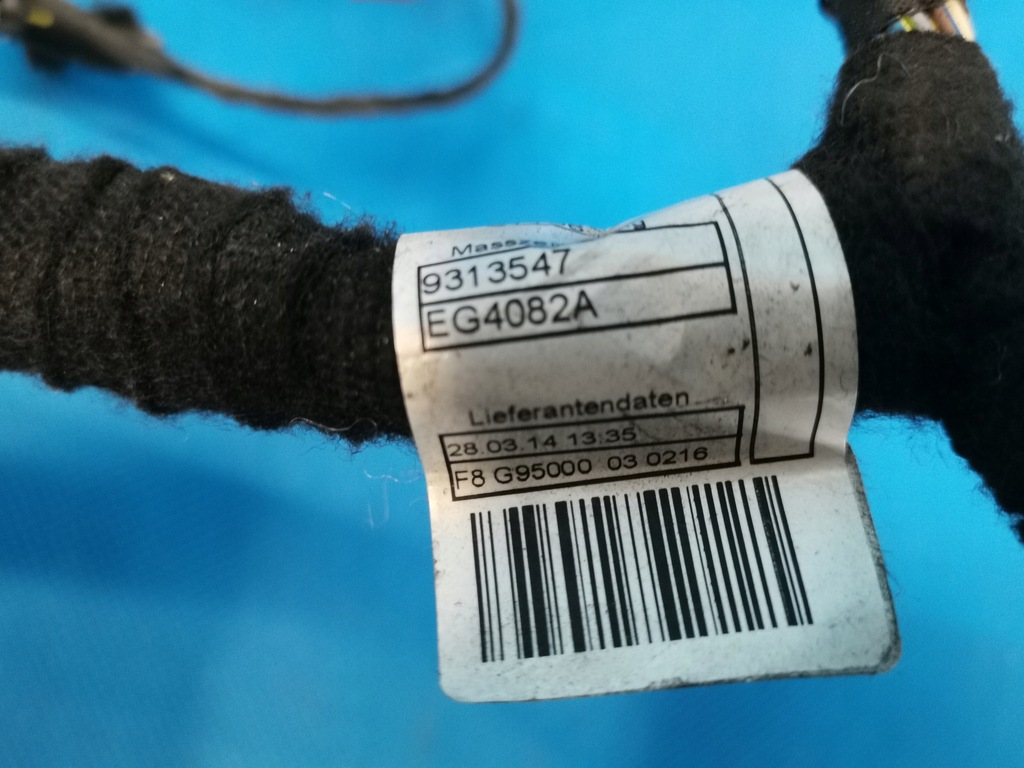 9313547
EG4082A
Lieferantendaten
28.03.14 13:35
F8 G95000 03 0216